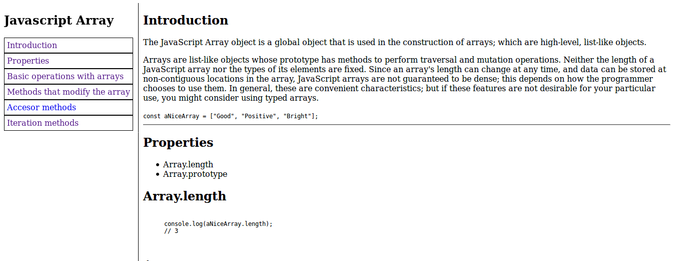 Javascript Array
Introduction
Properties
Basic operations with arrays
Methods that modify the array
Accesor methods
Iteration methods
Introduction
The JavaScript Array object is a global object that is used in the construction of arrays; which are high-level, list-like objects.
Arrays are list-like objects whose prototype has methods to perform traversal and mutation operations. Neither the length of a
JavaScript array nor the types of its elements are fixed. Since an array's length can change at any time, and data can be stored at
non-contiguous locations in the array, JavaScript arrays are not guaranteed to be dense; this depends on how the programmer
chooses to use them. In general, these are convenient characteristics; but if these features are not desirable for your particular
use, you might consider using typed arrays.
const aNiceArray = ["Good", "Positive", "Bright"];
Properties
• Array.length
• Array.prototype
Array.length
console.log(aNiceArray.length);
// 3